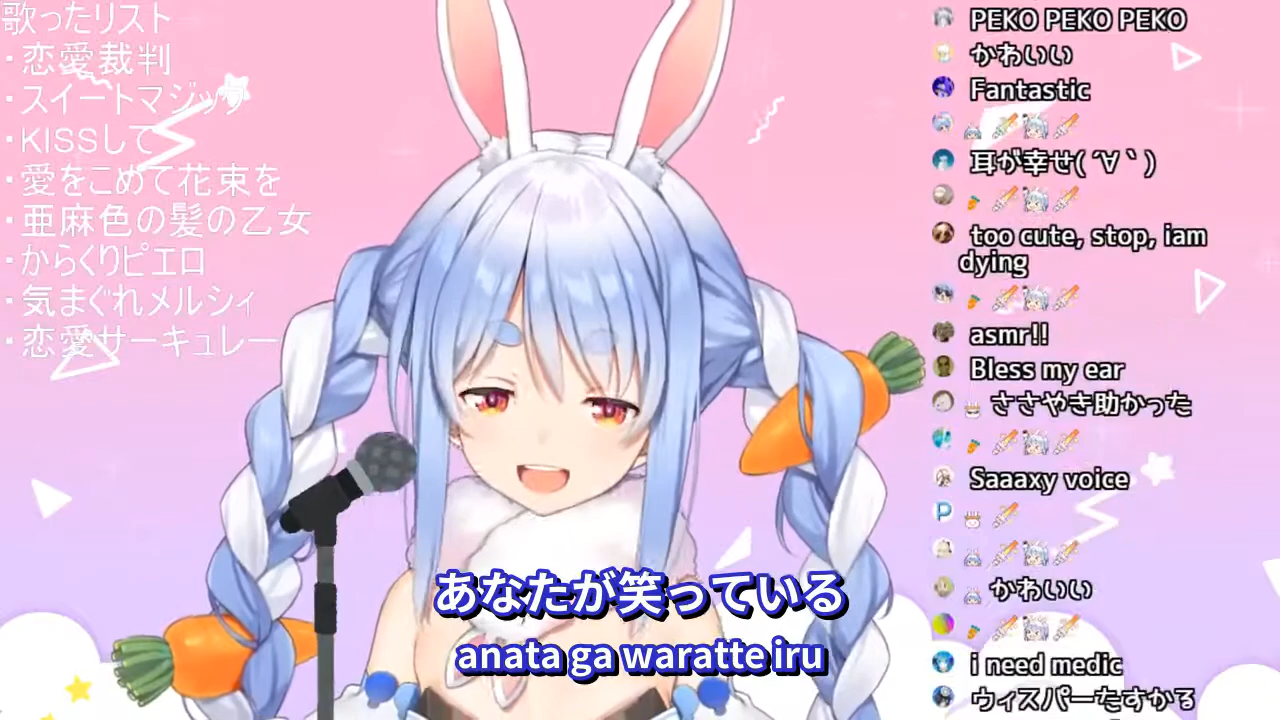 歌ったリスト
・恋愛裁判
・スイートマジック
・KISSして
・愛をこめて花束を
・亜麻色の髪の乙女
・からくりピエロ
・気まぐれメルシィ
・恋愛サーキュレー
PEKO PEKO PEKO
かわいい
Fantastic
耳が幸せ(´∀｀)
too cute, stop, iam
dying
asmr!!
Bless my ear
ささやき助かった
Saaaxy voice
P
かわいい
i need medic
ウィスパーたすかる
あなたが笑っている
anata ga waratte iru